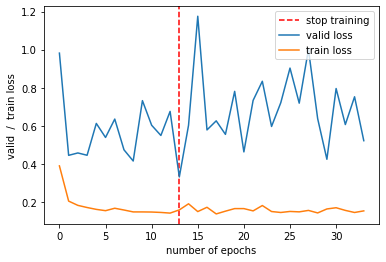 stop training
valid loss
train loss
valid / train loss
1.2
1.0
0.8
0.6
0.4
0.2
0
5
10
15
20
25
30
number of epochs